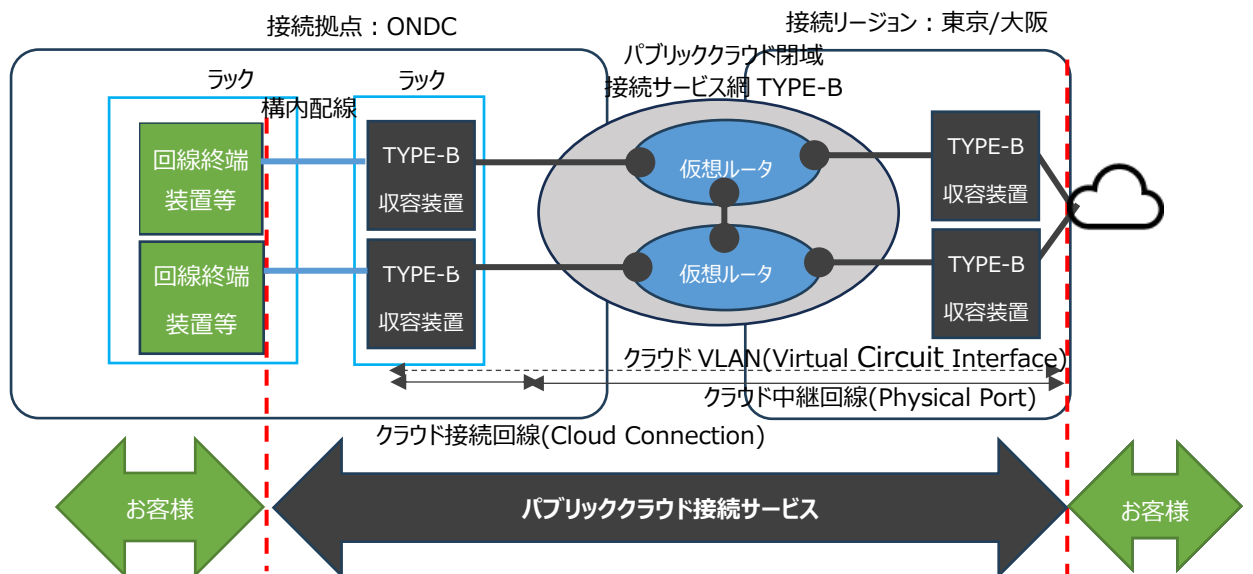 接続拠点：ONDC
接続リージョン：東京/大阪
パブリッククラウド閉域
接続サービス網 TYPE-B
ラック
ラック
構内配線
回線終端
装置等
TYPE-B
収容装置
仮想ルータ
TYPE-B
収容装置
回線終端
装置等
TYPE-B
収容装置
仮想ルータ
TYPE-B
収容装置
クラウド VLAN(Virtual Circuit Interface)
クラウド中継回線(Physical Port)
クラウド接続回線(Cloud Connection)
お客様
パブリッククラウド接続サービス
お客様